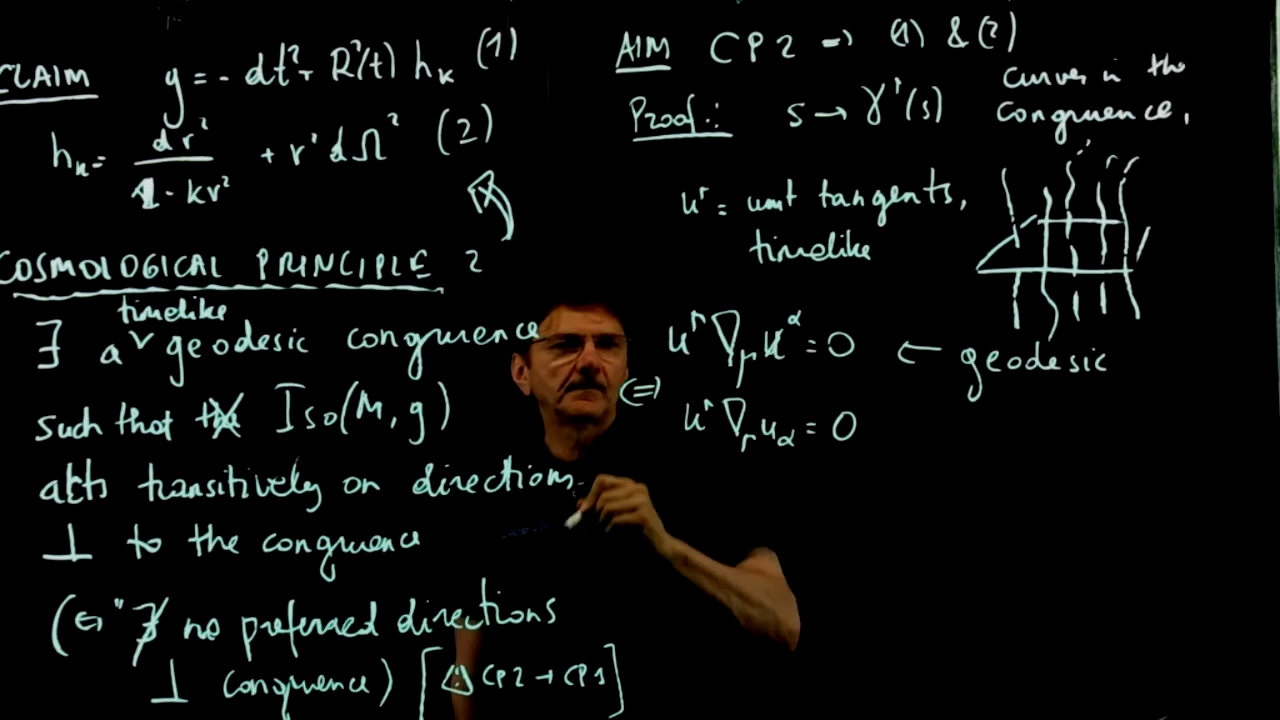 CLAIM g = - dt² + R²(t) h_k (1)
h_k = dr² / 1 - kr² + r² dΩ² (2)
COSMOLOGICAL PRINCIPLE 2
timelike
∃ a ∨ geodesic congruence
such that Iso(M, g)
acts transitively on directions
⊥ to the congruence
(⇔ " no preferred directions
⊥ congruence) [⚠ CP2 → CP1]
AIM CP2 ⇒ (1) & (2)
Proof: s → γ^μ(s) curves in the
congruence,
u^μ = unit tangents,
timelike
u^μ ∇_μ u^α = 0 ← geodesic
⇔
u^μ ∇_μ u_α = 0